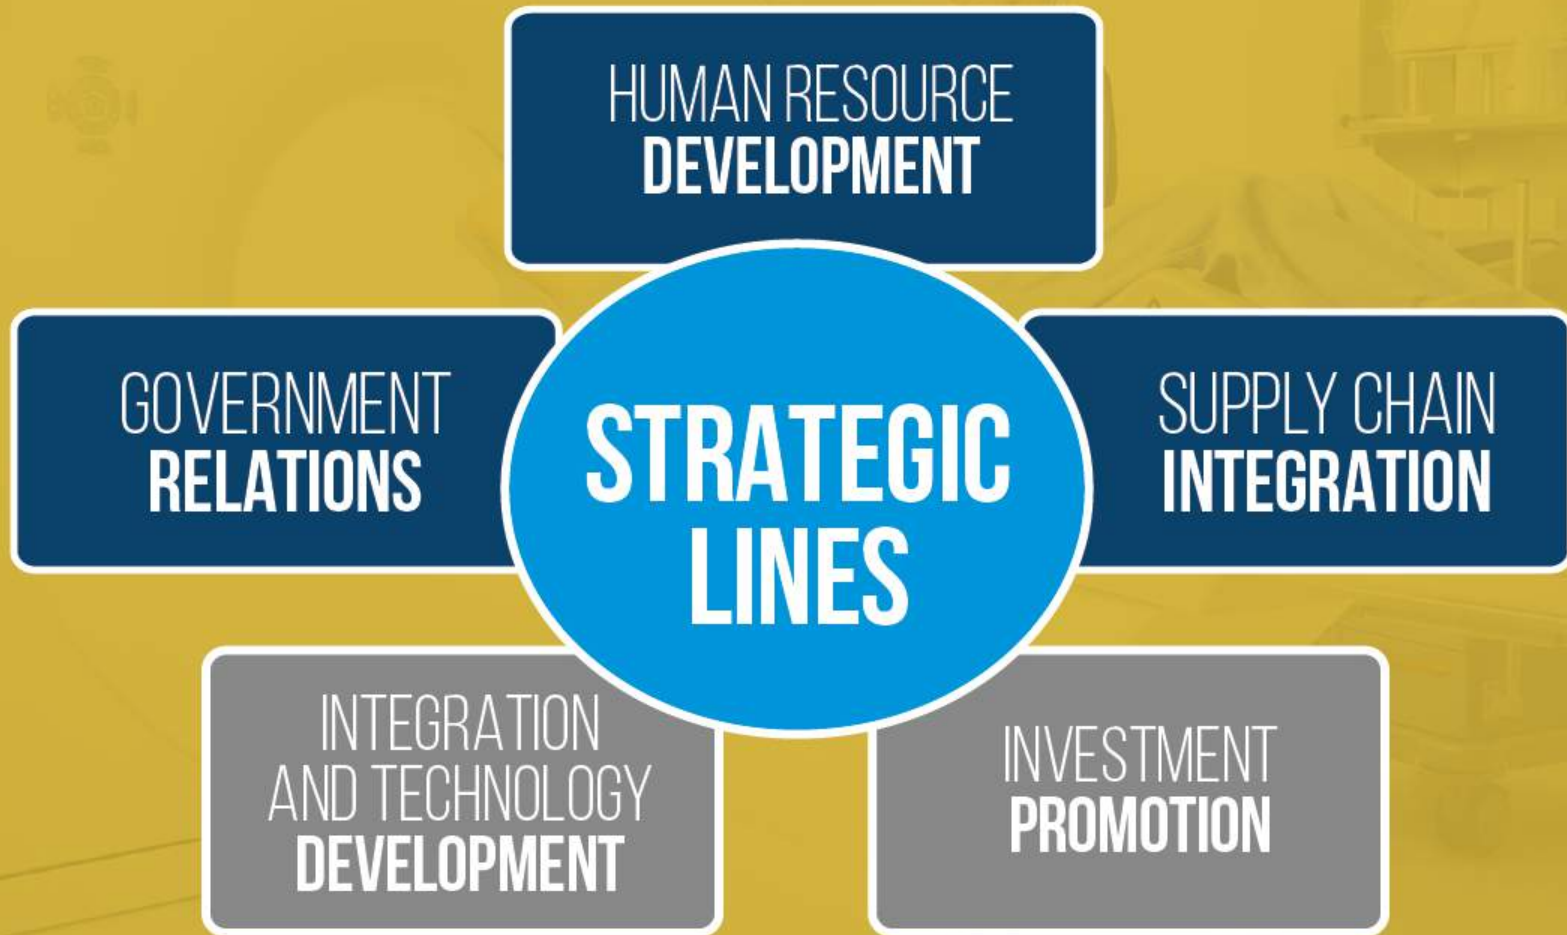 HUMAN RESOURCE
DEVELOPMENT
GOVERNMENT
RELATIONS
STRATEGIC
LINES
SUPPLY CHAIN
INTEGRATION
INTEGRATION
AND TECHNOLOGY
DEVELOPMENT
INVESTMENT
PROMOTION